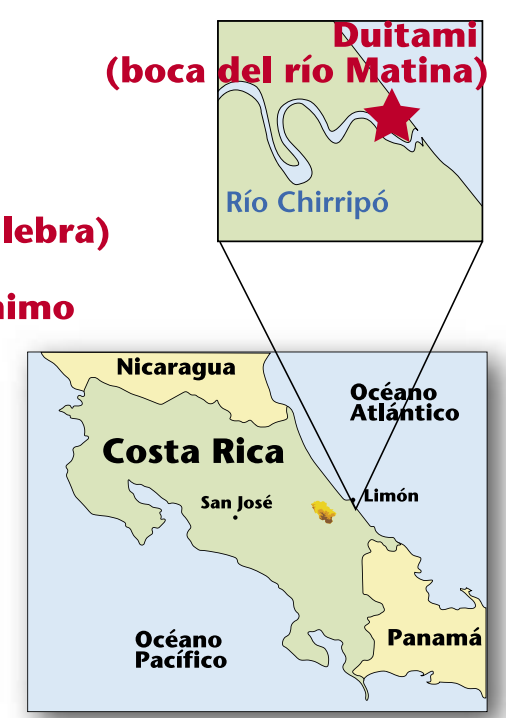 Duitami
(boca del río Matina)
Río Chirripó
lebra)
nimo
Nicaragua
Océano
Atlántico
Costa Rica
San José
Limón
Océano
Pacífico
Panamá